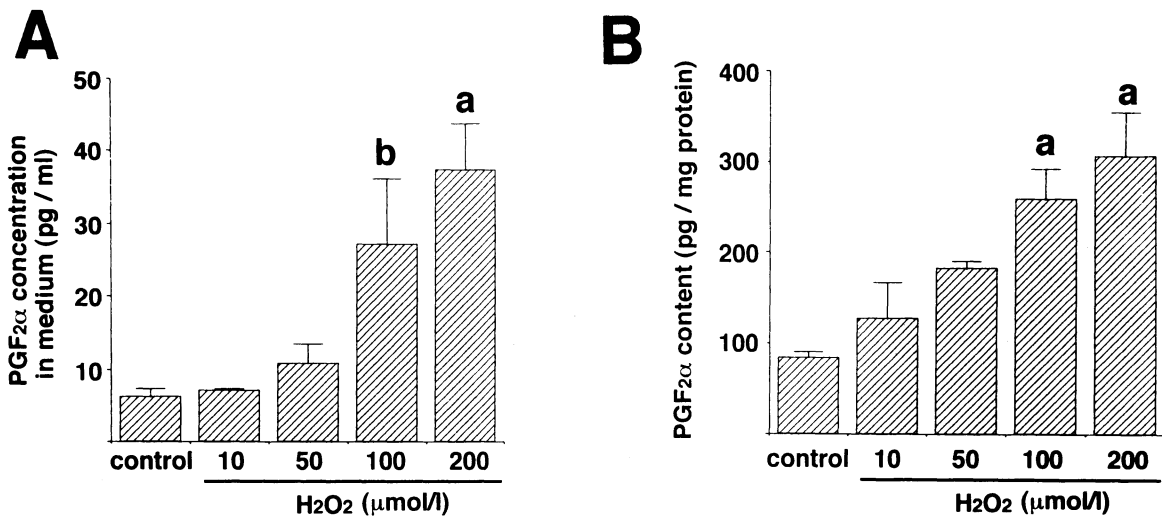 A
PGF2α concentration
in medium (pg / ml)
50
40
30
20
10
b
a
control 10 50 100 200
H2O2 (μmol/l)
B
PGF2α content (pg / mg protein)
400
300
200
100
a
a
control 10 50 100 200
H2O2 (μmol/l)